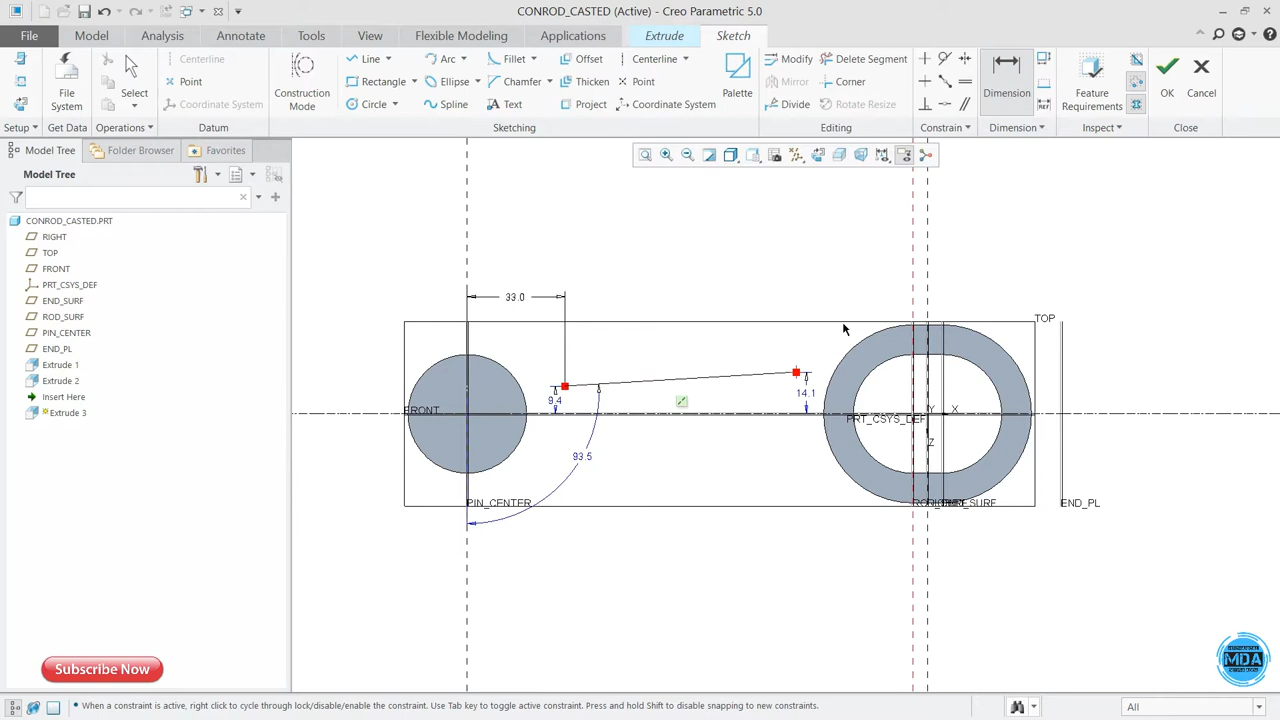 CONROD_CASTED (Active) - Creo Parametric 5.0
File
Model
Analysis
Annotate
Tools
View
Flexible Modeling
Applications
Extrude
Sketch
File System
Select
Centerline
Point
Coordinate System
Construction Mode
Line
Rectangle
Circle
Arc
Ellipse
Spline
Fillet
Chamfer
Text
Offset
Thicken
Project
Centerline
Point
Coordinate System
Palette
Modify
Mirror
Divide
Delete Segment
Corner
Rotate Resize
Dimension
Feature Requirements
OK
Cancel
Setup
Get Data
Operations
Datum
Sketching
Editing
Constrain
Dimension
Inspect
Close
Model Tree
Folder Browser
Favorites
Model Tree
CONROD_CASTED.PRT
RIGHT
TOP
FRONT
PRT_CSYS_DEF
END_SURF
ROD_SURF
PIN_CENTER
END_PL
Extrude 1
Extrude 2
Insert Here
Extrude 3
33.0
TOP
9.4
14.1
FRONT
Y
X
PRT_CSYS_DEF
Z
93.5
PIN_CENTER
END_PL
Subscribe Now
MDA
When a constraint is active, right click to cycle through lock/disable/enable the constraint. Use Tab key to toggle active constraint. Press and hold Shift to disable snapping to new constraints.
All